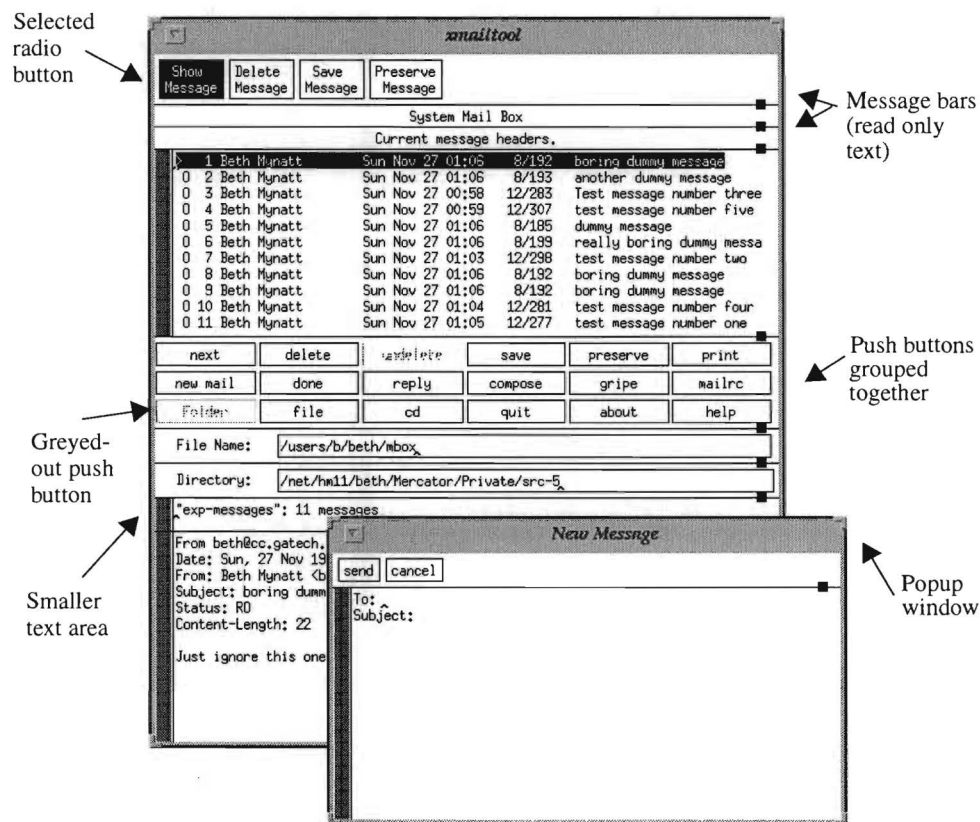 Selected
radio
button
xmailtool
Show
Message
Delete
Message
Save
Message
Preserve
Message
System Mail Box
Current message headers.
Message bars
(read only
text)
1 Beth Mynatt Sun Nov 27 01:06 8/192 boring dummy message
0 2 Beth Mynatt Sun Nov 27 01:06 8/193 another dummy message
0 3 Beth Mynatt Sun Nov 27 00:58 12/283 Test message number three
0 4 Beth Mynatt Sun Nov 27 00:59 12/307 test message number five
0 5 Beth Mynatt Sun Nov 27 01:06 8/185 dummy message
0 6 Beth Mynatt Sun Nov 27 01:06 8/199 really boring dummy messa
0 7 Beth Mynatt Sun Nov 27 01:03 12/298 test message number two
0 8 Beth Mynatt Sun Nov 27 01:06 8/192 boring dummy message
0 9 Beth Mynatt Sun Nov 27 01:06 8/192 boring dummy message
0 10 Beth Mynatt Sun Nov 27 01:04 12/281 test message number four
0 11 Beth Mynatt Sun Nov 27 01:05 12/277 test message number one
next delete undelete save preserve print
new mail done reply compose gripe mailrc
Folder file cd quit about help
Push buttons
grouped
together
Greyed-
out push
button
File Name: /users/b/beth/mbox
Directory: /net/hm11/beth/Mercator/Private/src-5
"exp-messages": 11 messages
From beth@cc.gatech.
Date: Sun, 27 Nov 19
From: Beth Mynatt <b
Subject: boring dumm
Status: RO
Content-Length: 22
Just ignore this one
Smaller
text area
New Message
send cancel
To:
Subject:
Popup
window